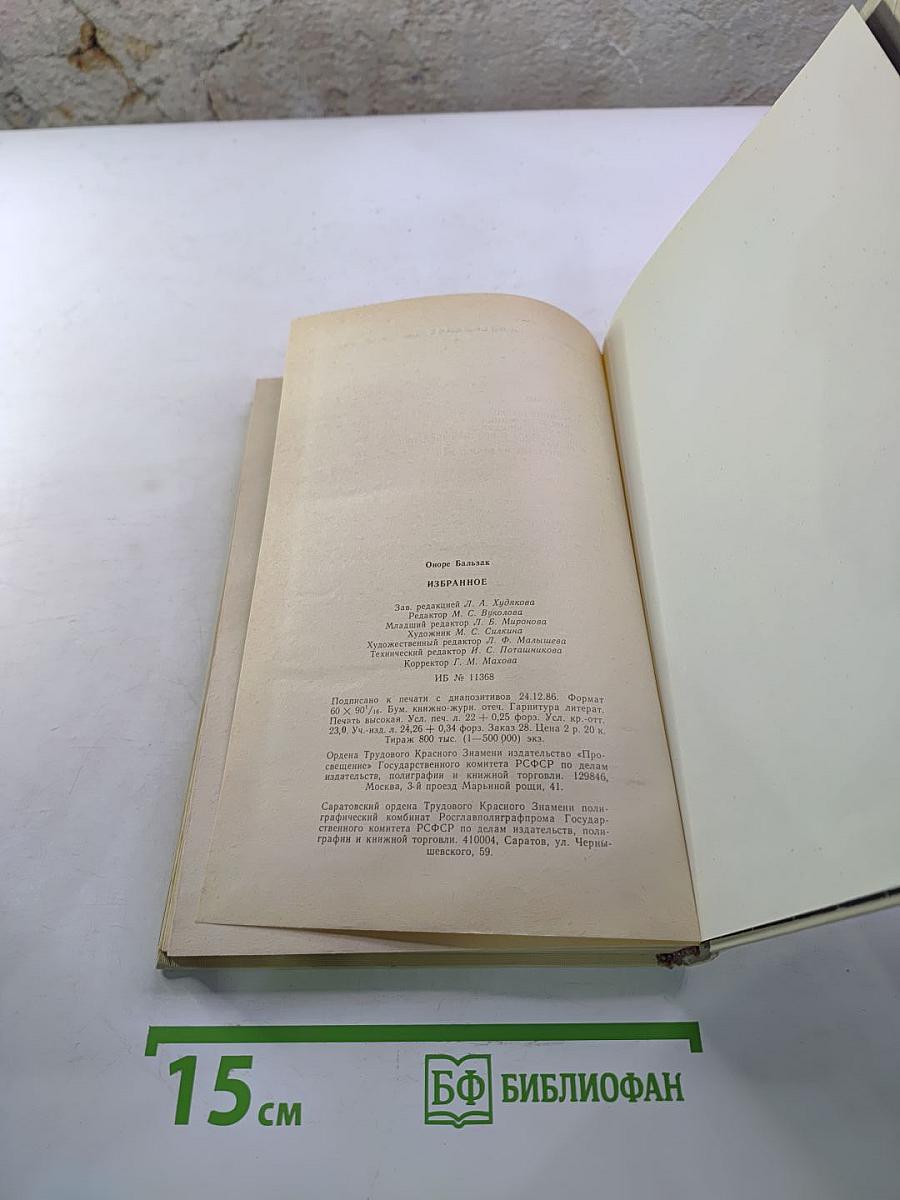 Оноре Бальзак
ИЗБРАННОЕ
Зав. редакцией Л. А. Худякова
Редактор М. С. Вуколова
Младший редактор Л. Б. Миронова
Художник М. С. Силкина
Художественный редактор Л. Ф. Малышева
Технический редактор И. С. Поташникова
Корректор Г. М. Махова
ИБ № 11368
Подписано к печати с диапозитивов 24.12.86. Формат
60 × 90¹/₁₆. Бум. книжно-журн. отеч. Гарнитура литерат.
Печать высокая. Усл. печ. л. 22 + 0,25 форз. Усл. кр.-отт.
23,0. Уч.-изд. л. 24,26 + 0,34 форз. Заказ 28. Цена 2 р. 20 к.
Тираж 800 тыс. (1—500 000) экз.
Ордена Трудового Красного Знамени издательство «Про-
свещение» Государственного комитета РСФСР по делам
издательств, полиграфии и книжной торговли. 129846,
Москва, 3-й проезд Марьиной рощи, 41.
Саратовский ордена Трудового Красного Знамени поли-
графический комбинат Росглавполиграфпрома Государ-
ственного комитета РСФСР по делам издательств, поли-
графии и книжной торговли. 410004, Саратов, ул. Черны-
шевского, 59.
15 см
БФ БИБЛИОФАН